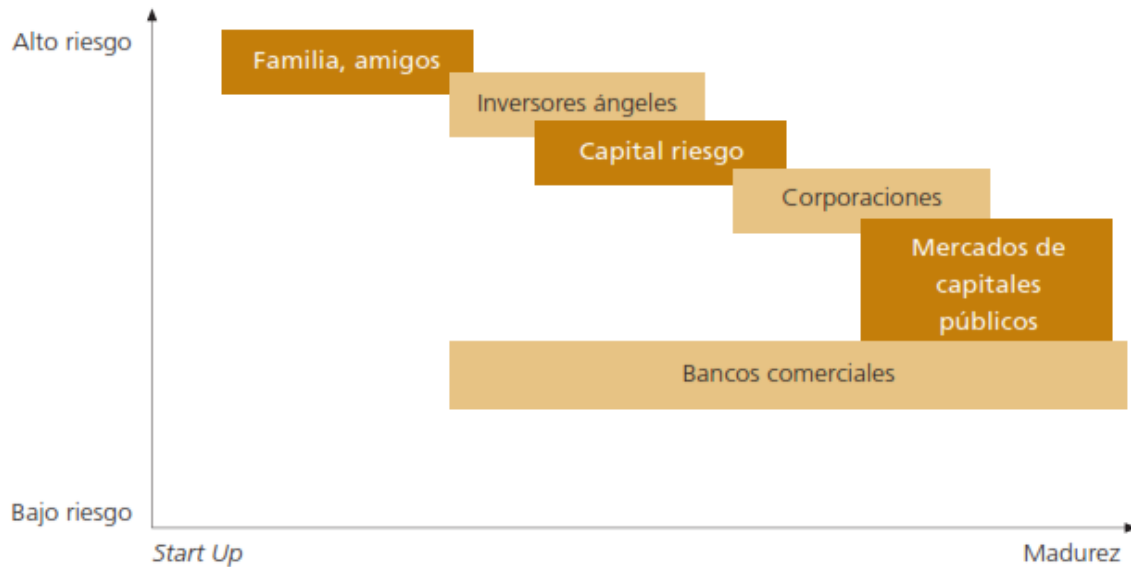 Alto riesgo
Familia, amigos
Inversores ángeles
Capital riesgo
Corporaciones
Mercados de
capitales
públicos
Bancos comerciales
Bajo riesgo
Start Up
Madurez